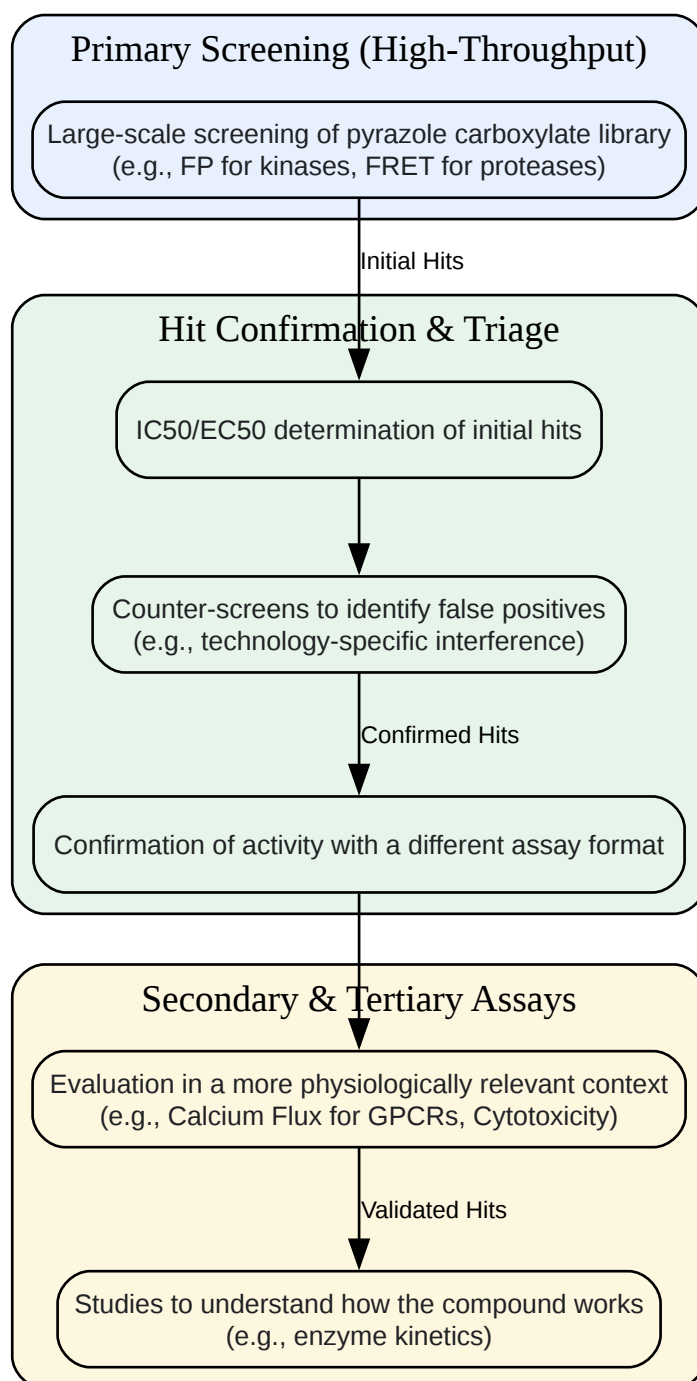 Primary Screening (High-Throughput)
Large-scale screening of pyrazole carboxylate library
(e.g., FP for kinases, FRET for proteases)
Initial Hits
Hit Confirmation & Triage
IC50/EC50 determination of initial hits
Counter-screens to identify false positives
(e.g., technology-specific interference)
Confirmed Hits
Confirmation of activity with a different assay format
Secondary & Tertiary Assays
Evaluation in a more physiologically relevant context
(e.g., Calcium Flux for GPCRs, Cytotoxicity)
Validated Hits
Studies to understand how the compound works
(e.g., enzyme kinetics)